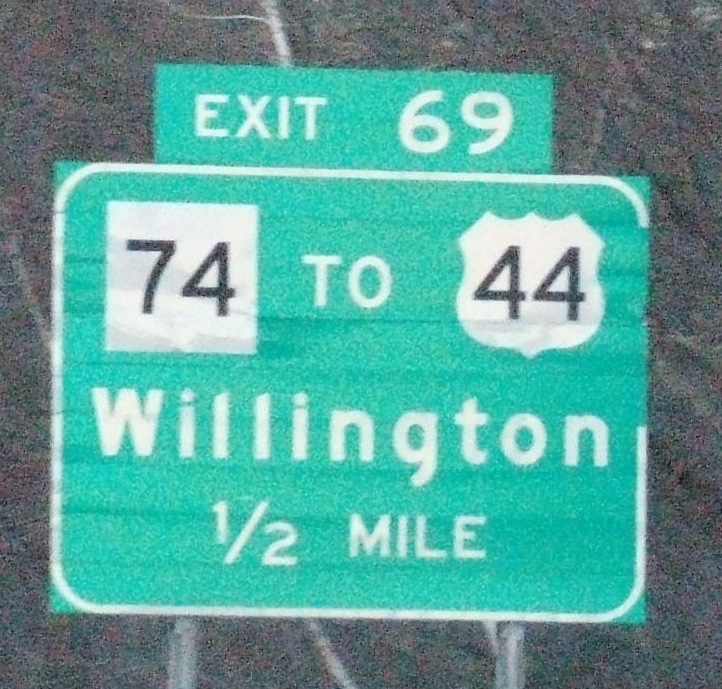 EXIT 69
74 TO 44
Willington
1/2 MILE